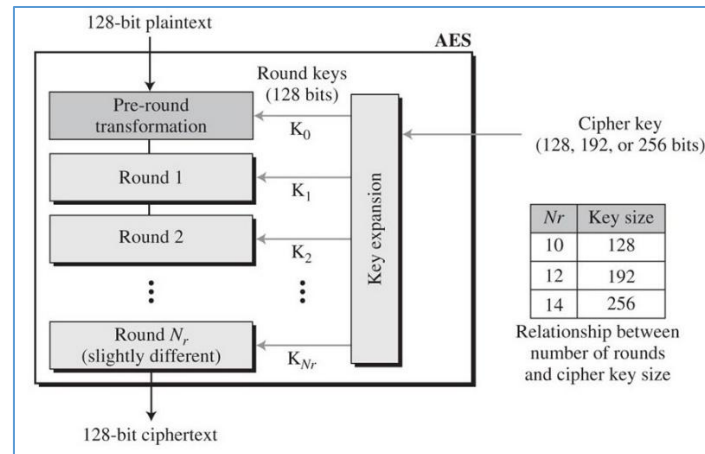 128-bit plaintext
AES
Round keys
(128 bits)
Pre-round
transformation
K0
Cipher key
(128, 192, or 256 bits)
Round 1
K1
Round 2
K2
Key expansion
Nr Key size
10 128
12 192
14 256
Relationship between
number of rounds
and cipher key size
Round Nr
(slightly different)
KNr
128-bit ciphertext